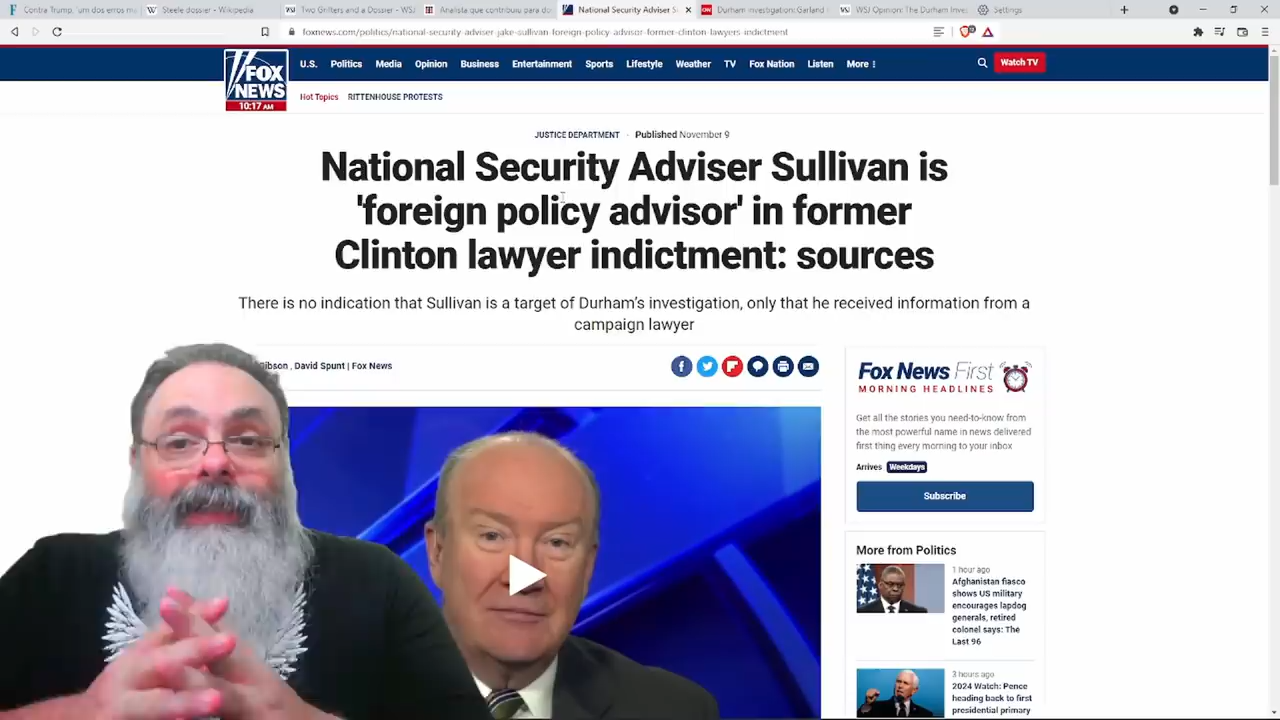 Contra Trump, um dos erros ma
Steele dossier - Wikipedia
Two Grifters and a Dossier - WSJ
Analista que contribuiu para do
National Security Adviser S
Durham investigation: Garland
WSJ Opinion: The Durham Inve
Settings
foxnews.com/politics/national-security-adviser-jake-sullivan-foreign-policy-advisor-former-clinton-lawyers-indictment
FOX
NEWS
10:17 AM
U.S. Politics Media Opinion Business Entertainment Sports Lifestyle Weather TV Fox Nation Listen More
Watch TV
Hot Topics RITTENHOUSE PROTESTS
JUSTICE DEPARTMENT · Published November 9
National Security Adviser Sullivan is
'foreign policy advisor' in former
Clinton lawyer indictment: sources
There is no indication that Sullivan is a target of Durham's investigation, only that he received information from a
campaign lawyer
Gibson , David Spunt | Fox News
Fox News First
MORNING HEADLINES
Get all the stories you need-to-know from
the most powerful name in news delivered
first thing every morning to your inbox
Arrives Weekdays
Subscribe
More from Politics
1 hour ago
Afghanistan fiasco
shows US military
encourages lapdog
generals, retired
colonel says: The
Last 96
3 hours ago
2024 Watch: Pence
heading back to first
presidential primary